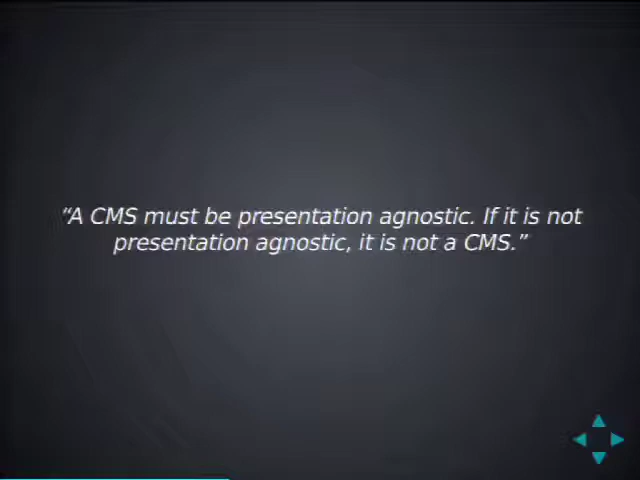 “A CMS must be presentation agnostic. If it is not
presentation agnostic, it is not a CMS.”